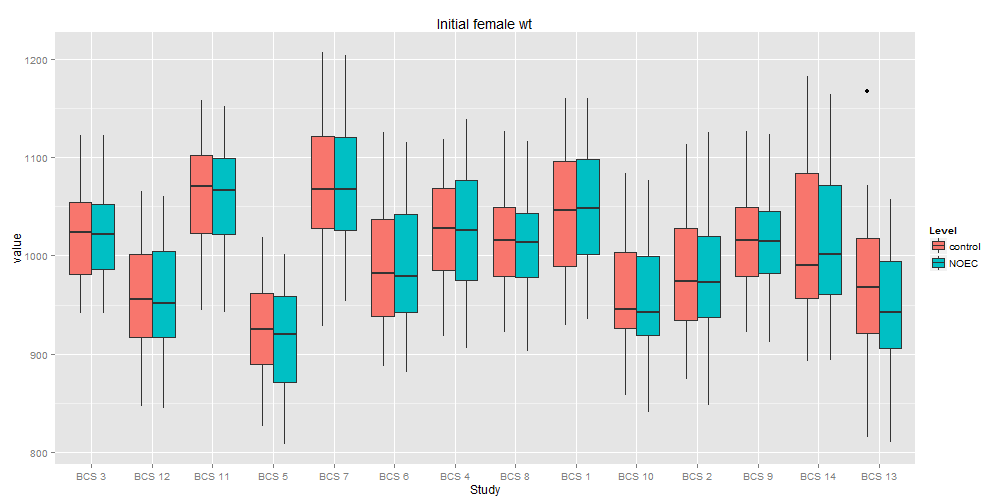 Initial female wt
1200
1100
1000
900
800
value
BCS 3 BCS 12 BCS 11 BCS 5 BCS 7 BCS 6 BCS 4 BCS 8 BCS 1 BCS 10 BCS 2 BCS 9 BCS 14 BCS 13
Study
Level
control
NOEC